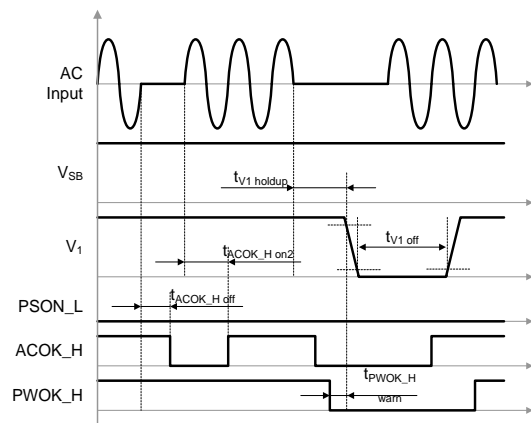 AC
Input
VSB
tV1 holdup
V1
tV1 off
tACOK_H on2
tACOK_H off
PSON_L
ACOK_H
tPWOK_H
warn
PWOK_H